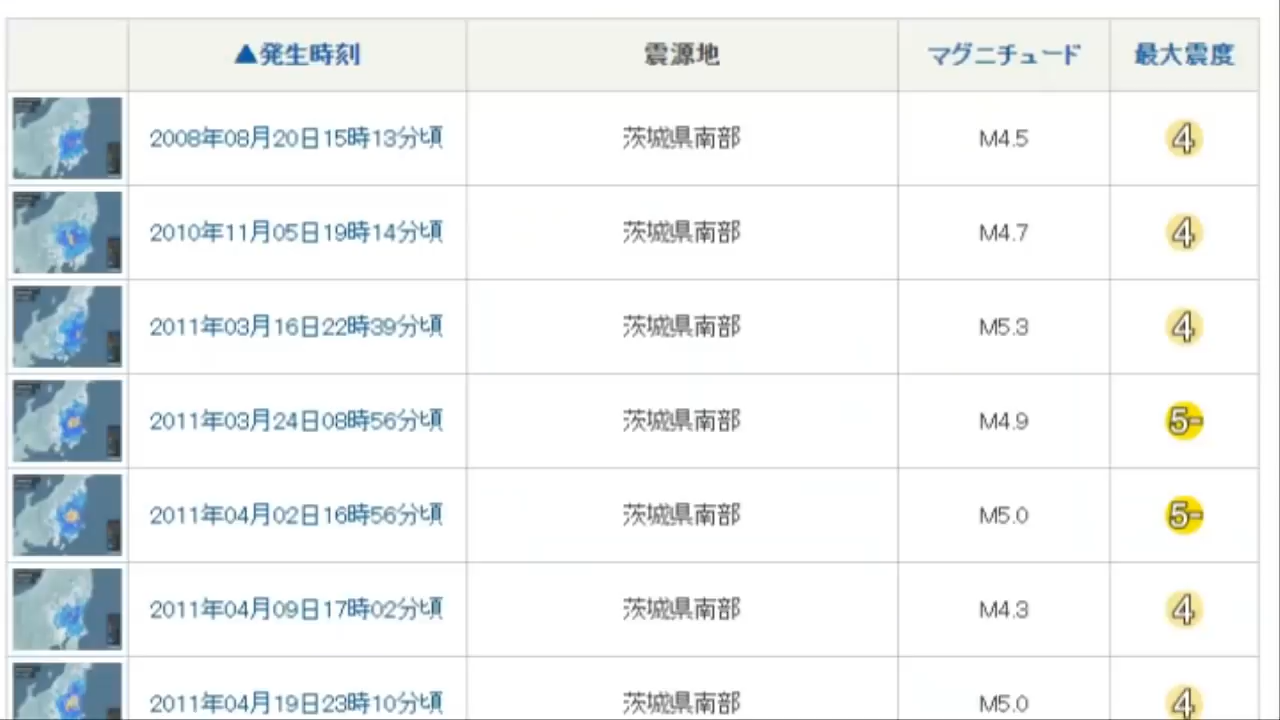 ▲発生時刻 震源地 マグニチュード 最大震度
2008年08月20日15時13分頃 茨城県南部 M4.5 4
2010年11月05日19時14分頃 茨城県南部 M4.7 4
2011年03月16日22時39分頃 茨城県南部 M5.3 4
2011年03月24日08時56分頃 茨城県南部 M4.9 5-
2011年04月02日16時56分頃 茨城県南部 M5.0 5-
2011年04月09日17時02分頃 茨城県南部 M4.3 4
2011年04月19日23時10分頃 茨城県南部 M5.0 4